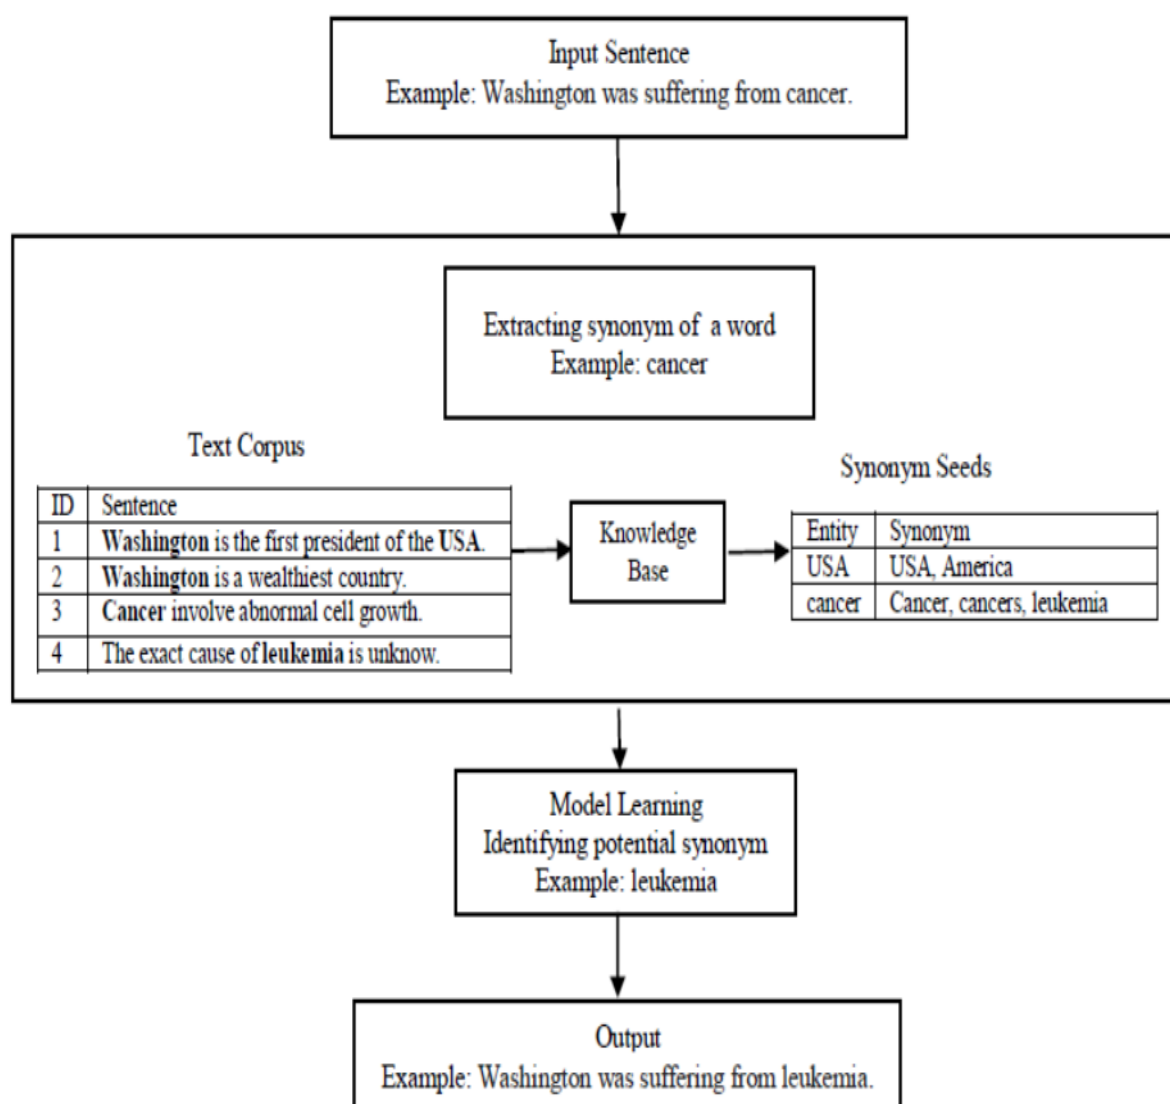 Input Sentence
Example: Washington was suffering from cancer.
Extracting synonym of a word
Example: cancer
Text Corpus
ID Sentence
1 Washington is the first president of the USA.
2 Washington is a wealthiest country.
3 Cancer involve abnormal cell growth.
4 The exact cause of leukemia is unknow.
Knowledge
Base
Synonym Seeds
Entity Synonym
USA USA, America
cancer Cancer, cancers, leukemia
Model Learning
Identifying potential synonym
Example: leukemia
Output
Example: Washington was suffering from leukemia.